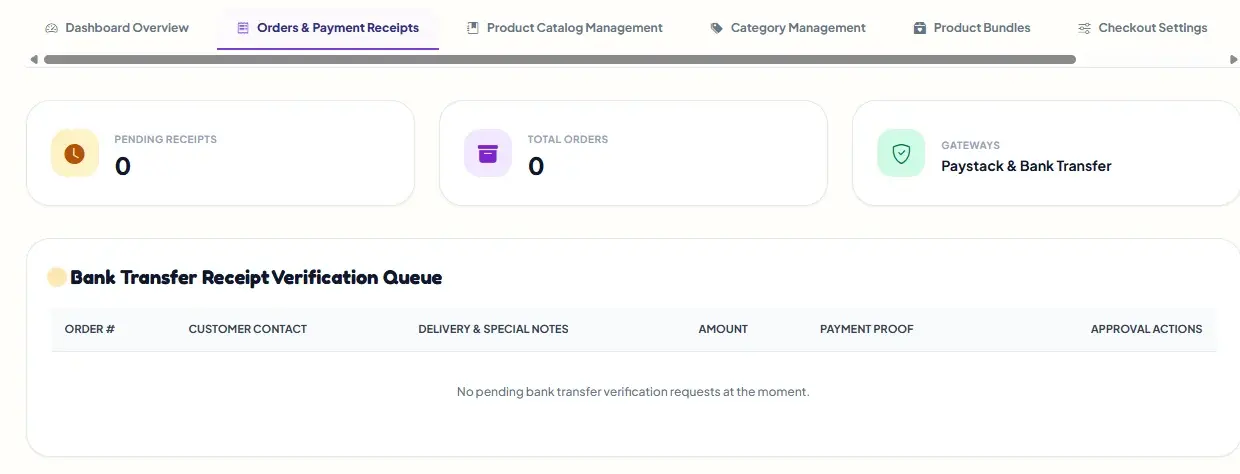 Dashboard Overview Orders & Payment Receipts Product Catalog Management Category Management Product Bundles Checkout Settings
PENDING RECEIPTS
0
TOTAL ORDERS
0
GATEWAYS
Paystack & Bank Transfer
Bank Transfer Receipt Verification Queue
ORDER # CUSTOMER CONTACT DELIVERY & SPECIAL NOTES AMOUNT PAYMENT PROOF APPROVAL ACTIONS
No pending bank transfer verification requests at the moment.